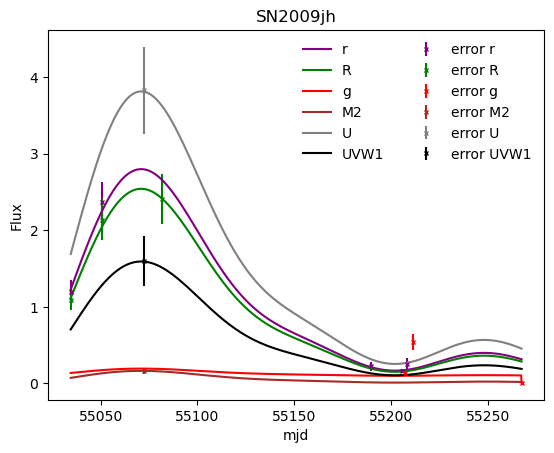 SN2009jh
r error r
R error R
g error g
M2 error M2
U error U
UVW1 error UVW1
Flux
4
3
2
1
0
55050 55100 55150 55200 55250
mjd